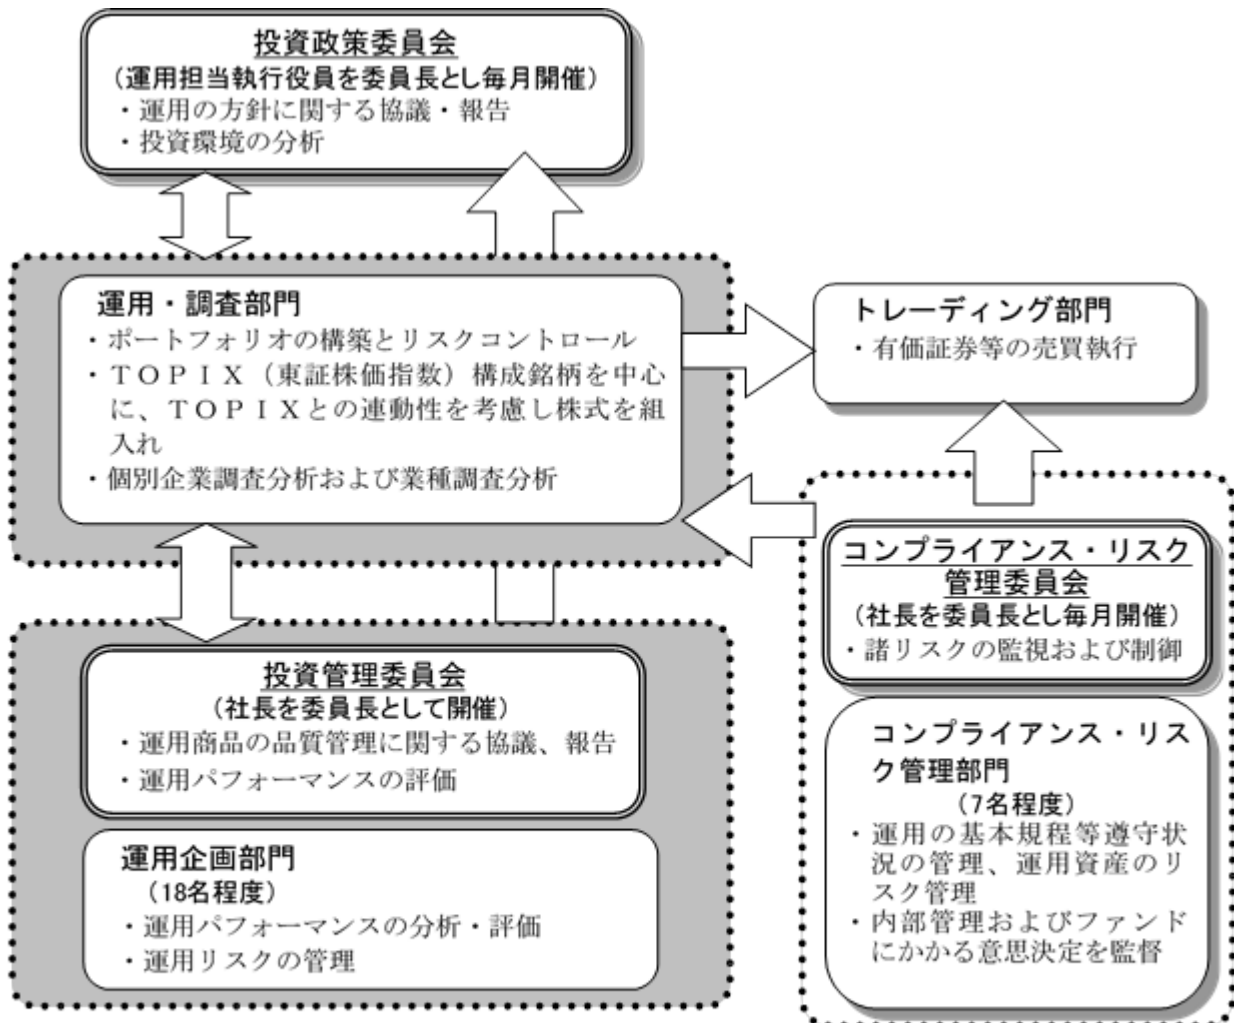 投資政策委員会
（運用担当執行役員を委員長とし毎月開催）
・運用の方針に関する協議・報告
・投資環境の分析
運用・調査部門
・ポートフォリオの構築とリスクコントロール
・ＴＯＰＩＸ（東証株価指数）構成銘柄を中心
に、ＴＯＰＩＸとの連動性を考慮し株式を組
入れ
・個別企業調査分析および業種調査分析
トレーディング部門
・有価証券等の売買執行
投資管理委員会
（社長を委員長として開催）
・運用商品の品質管理に関する協議、報告
・運用パフォーマンスの評価
運用企画部門
（18名程度）
・運用パフォーマンスの分析・評価
・運用リスクの管理
コンプライアンス・リスク
管理委員会
（社長を委員長とし毎月開催）
・諸リスクの監視および制御
コンプライアンス・リス
ク管理部門
（7名程度）
・運用の基本規程等遵守状
況の管理、運用資産のリ
スク管理
・内部管理およびファンド
にかかる意思決定を監督